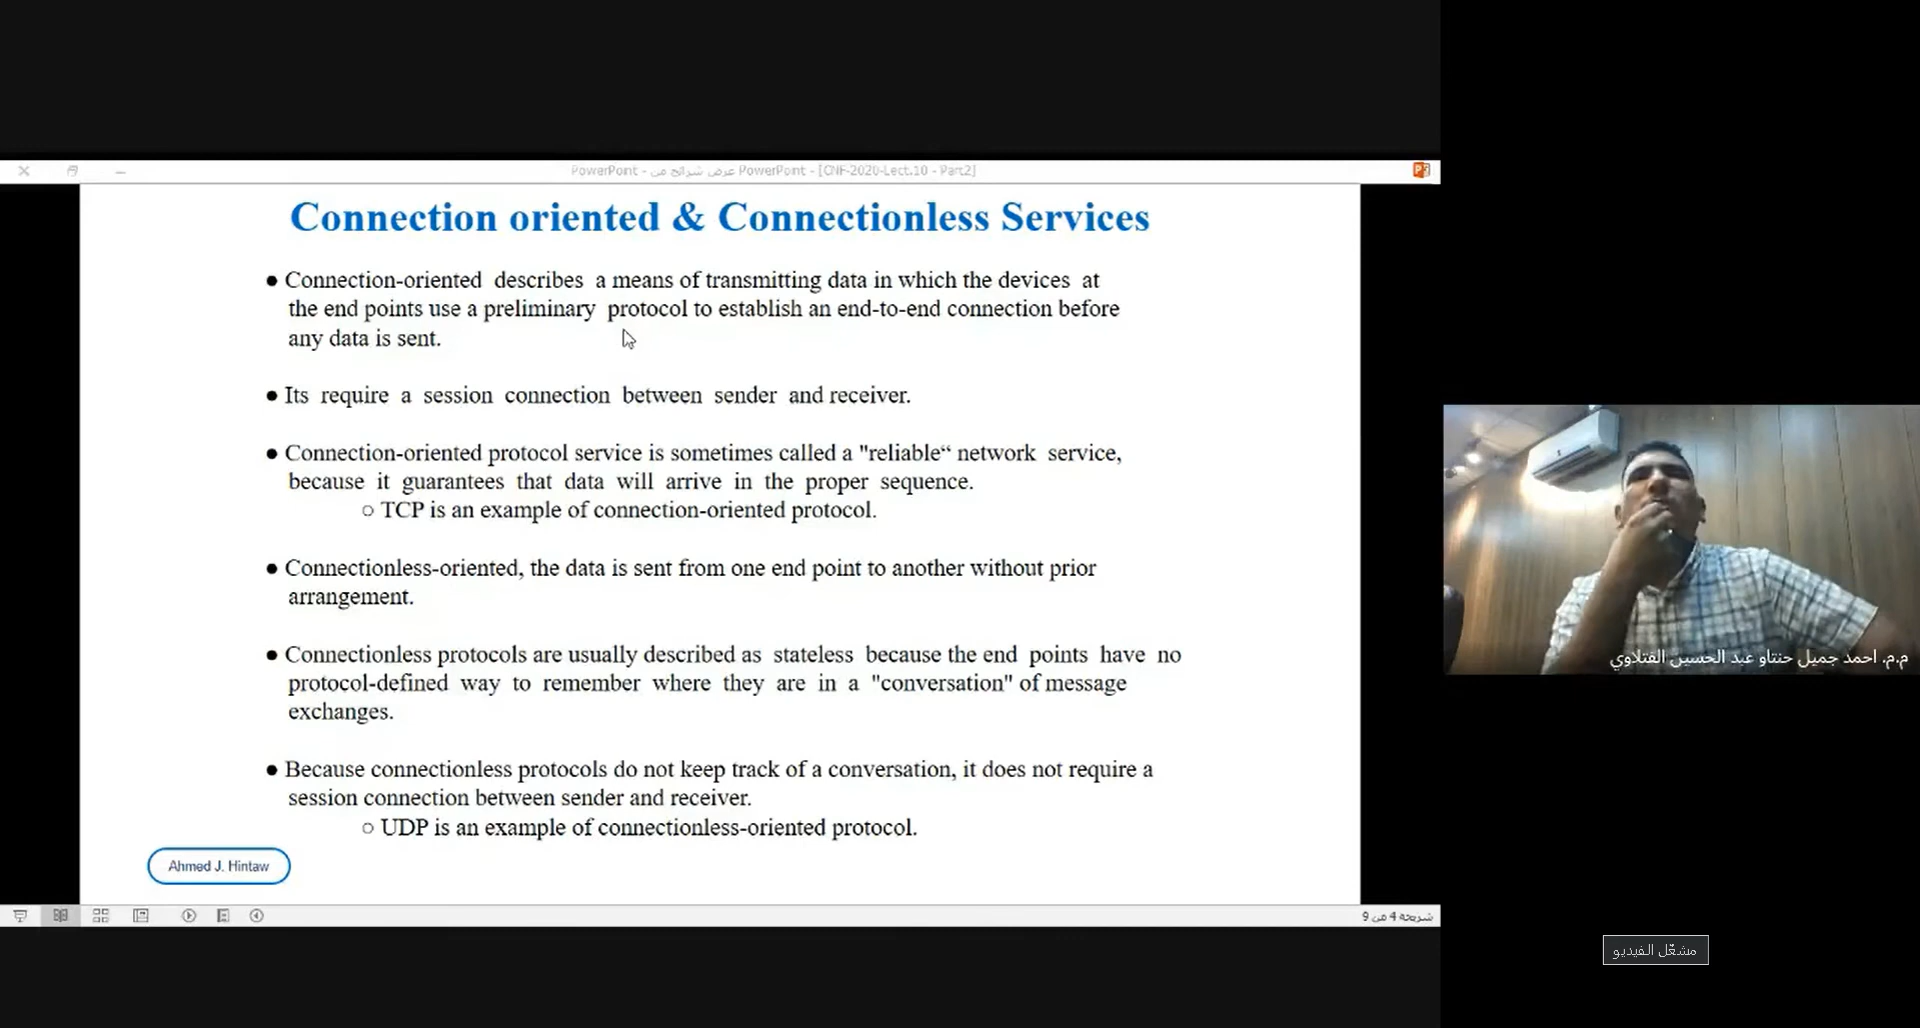 PowerPoint - عرض شرائح من PowerPoint - [CNF-2020-Lect.10 - Part2]
Connection oriented & Connectionless Services
● Connection-oriented describes a means of transmitting data in which the devices at
the end points use a preliminary protocol to establish an end-to-end connection before
any data is sent.
● Its require a session connection between sender and receiver.
● Connection-oriented protocol service is sometimes called a "reliable“ network service,
because it guarantees that data will arrive in the proper sequence.
○ TCP is an example of connection-oriented protocol.
● Connectionless-oriented, the data is sent from one end point to another without prior
arrangement.
● Connectionless protocols are usually described as stateless because the end points have no
protocol-defined way to remember where they are in a "conversation" of message
exchanges.
● Because connectionless protocols do not keep track of a conversation, it does not require a
session connection between sender and receiver.
○ UDP is an example of connectionless-oriented protocol.
Ahmed J. Hintaw
شريحة 4 من 9
م.م. احمد جميل حنتاو عبد الحسين الفتلاوي
مشغّل الفيديو